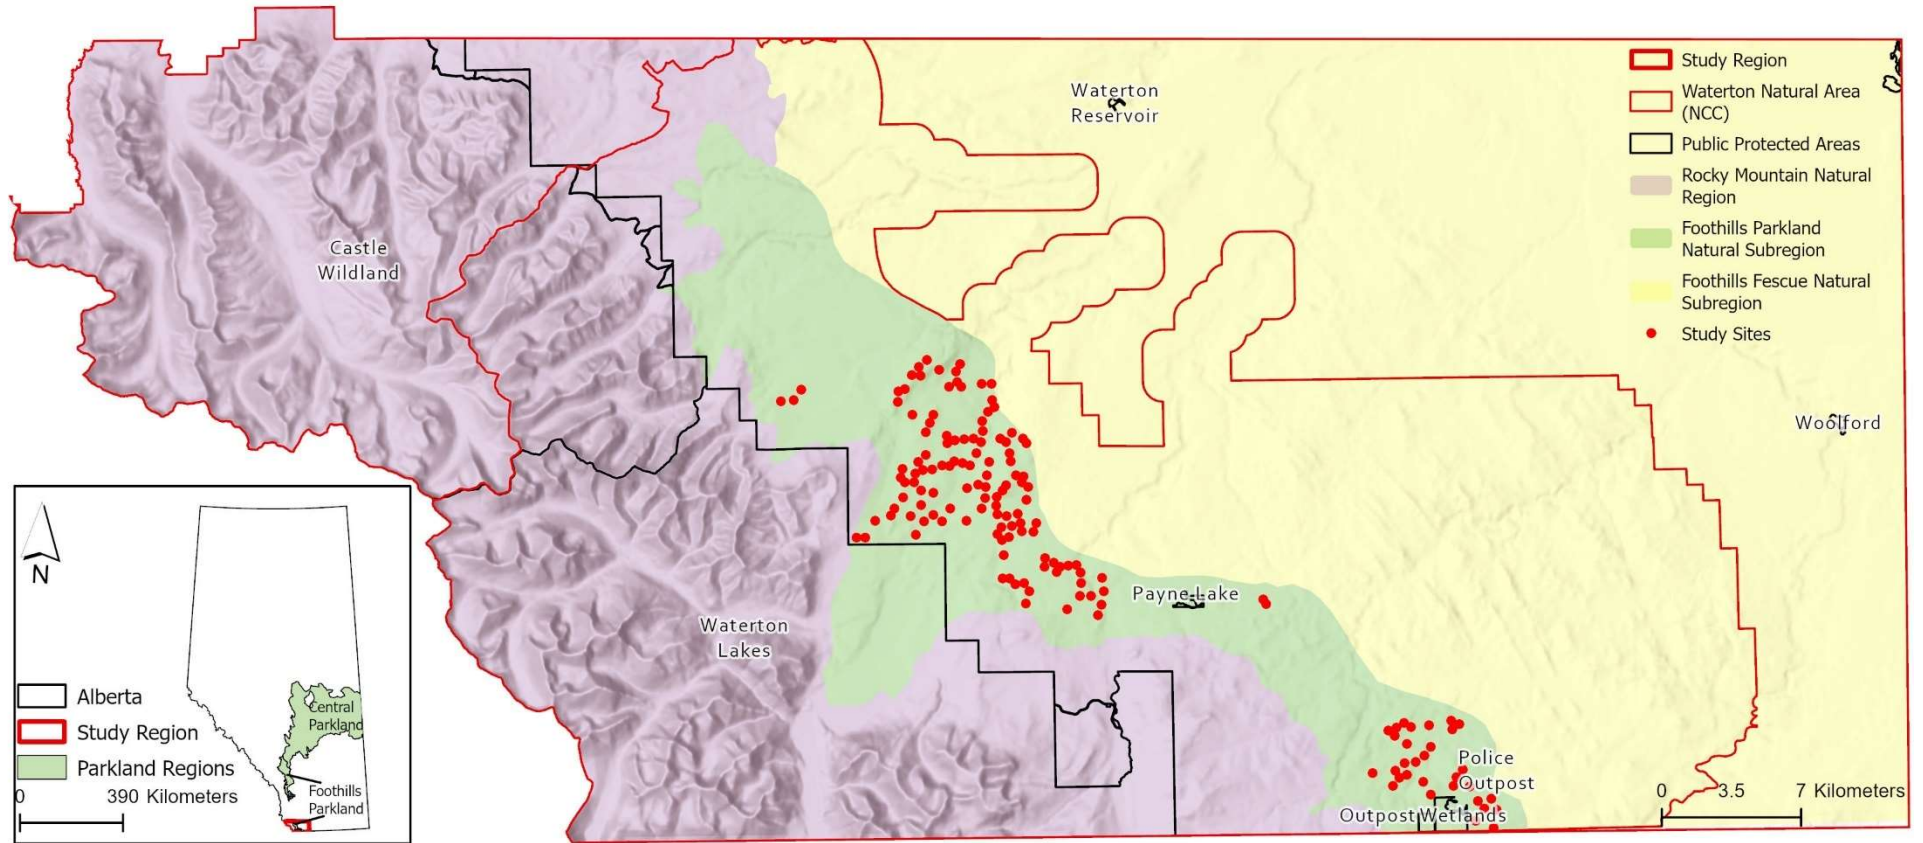 Study Region
Waterton Natural Area
(NCC)
Public Protected Areas
Rocky Mountain Natural
Region
Foothills Parkland
Natural Subregion
Foothills Fescue Natural
Subregion
Study Sites
Waterton
Reservoir
Castle
Wildland
Woolford
Payne Lake
Waterton
Lakes
Police
Outpost
Outpost Wetlands
0 3.5 7 Kilometers
N
Alberta
Study Region
Parkland Regions
0 390 Kilometers
Central
Parkland
Foothills
Parkland